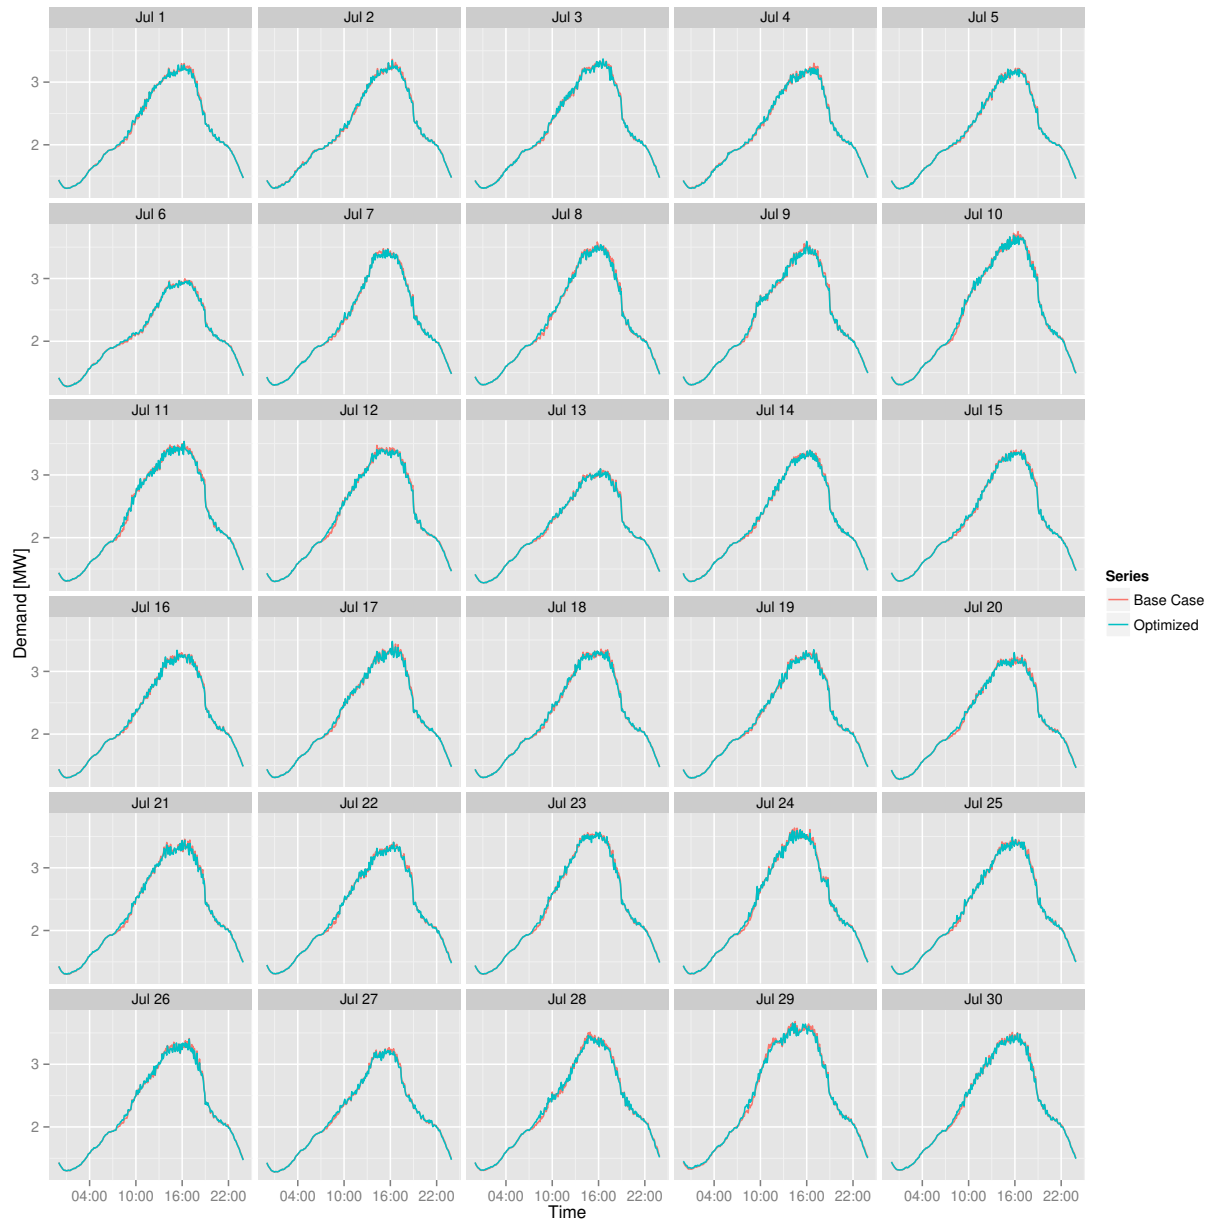 Jul 1 Jul 2 Jul 3 Jul 4 Jul 5
3
2
Jul 6 Jul 7 Jul 8 Jul 9 Jul 10
3
2
Jul 11 Jul 12 Jul 13 Jul 14 Jul 15
3
2
Demand [MW]
Jul 16 Jul 17 Jul 18 Jul 19 Jul 20
3
2
Series
Base Case
Optimized
Jul 21 Jul 22 Jul 23 Jul 24 Jul 25
3
2
Jul 26 Jul 27 Jul 28 Jul 29 Jul 30
3
2
04:00 10:00 16:00 22:00 04:00 10:00 16:00 22:00 04:00 10:00 16:00 22:00 04:00 10:00 16:00 22:00 04:00 10:00 16:00 22:00
Time